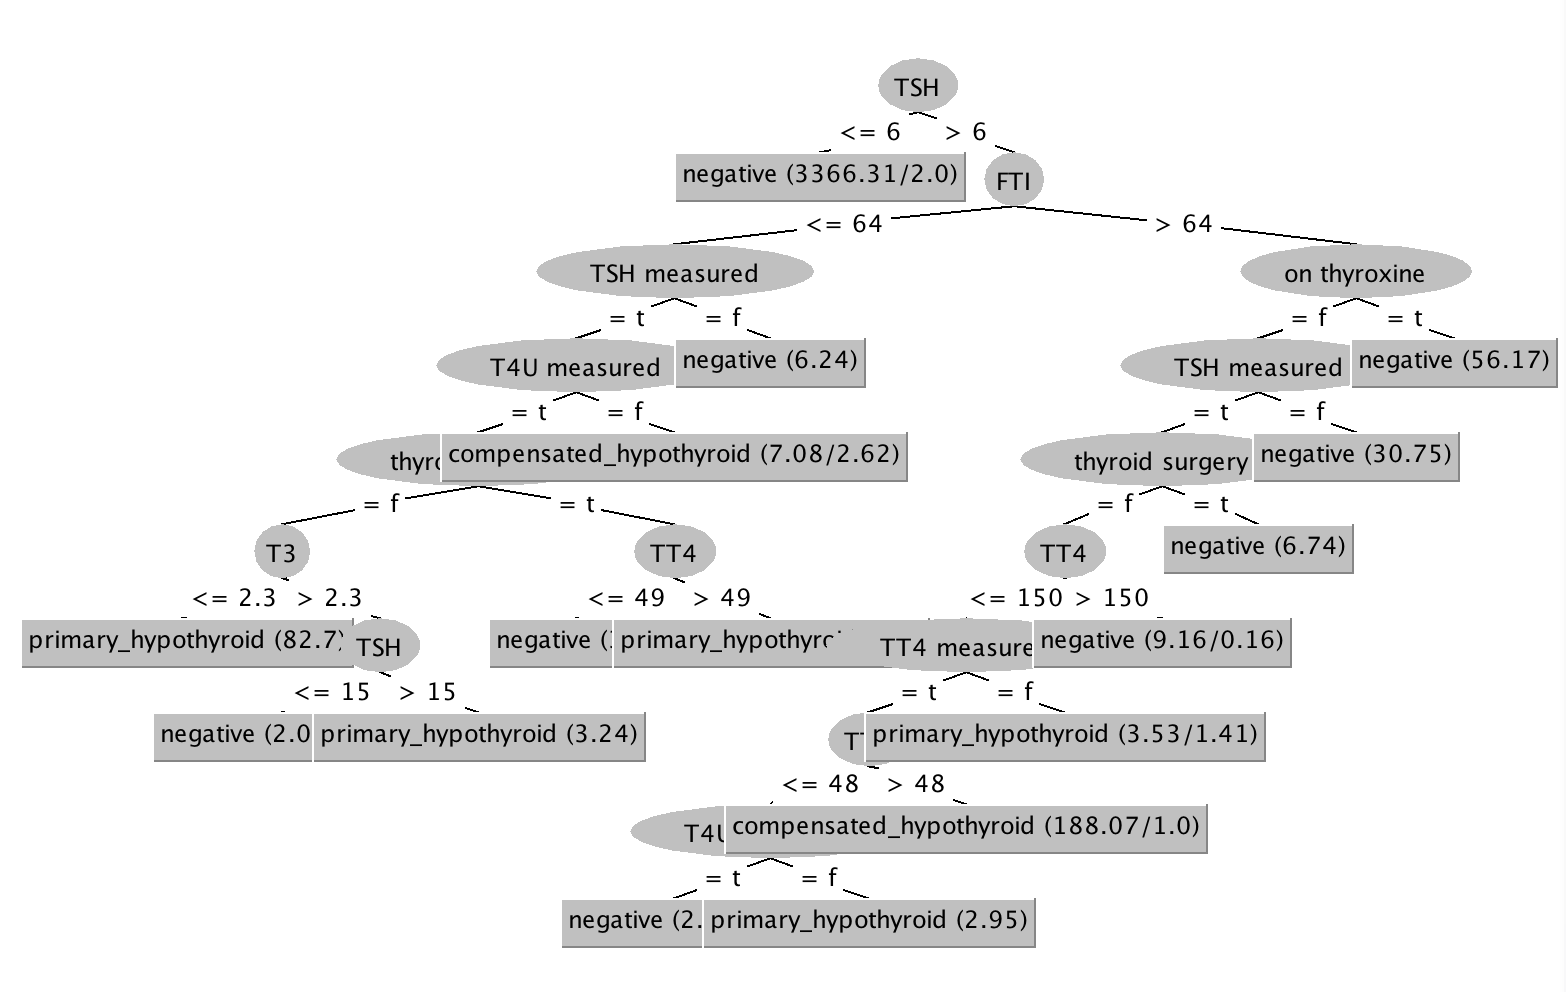 TSH
<= 6 > 6
negative (3366.31/2.0) FTI
<= 64 > 64
TSH measured on thyroxine
= t = f = f = t
T4U measured negative (6.24) TSH measured negative (56.17)
= t = f = t = f
compensated_hypothyroid (7.08/2.62) thyroid surgery negative (30.75)
= f = t = f = t
T3 TT4 TT4 negative (6.74)
<= 2.3 > 2.3 <= 49 > 49 <= 150 > 150
primary_hypothyroid (82.7) TSH negative TT4 negative (9.16/0.16)
<= 15 > 15 = t = f
negative (2.0 primary_hypothyroid (3.24) primary_hypothyroid (3.53/1.41)
<= 48 > 48
compensated_hypothyroid (188.07/1.0)
= t = f
negative (2. primary_hypothyroid (2.95)